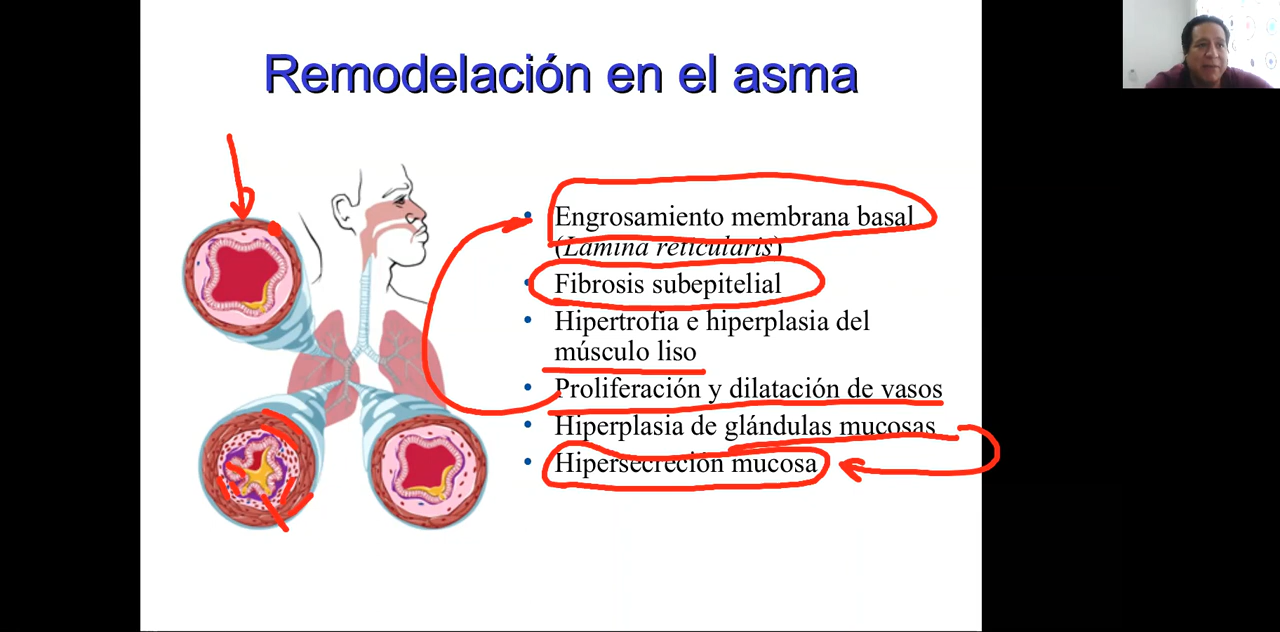 Remodelación en el asma
• Engrosamiento membrana basal
(Lamina reticularis)
• Fibrosis subepitelial
• Hipertrofia e hiperplasia del
músculo liso
• Proliferación y dilatación de vasos
• Hiperplasia de glándulas mucosas
• Hipersecreción mucosa